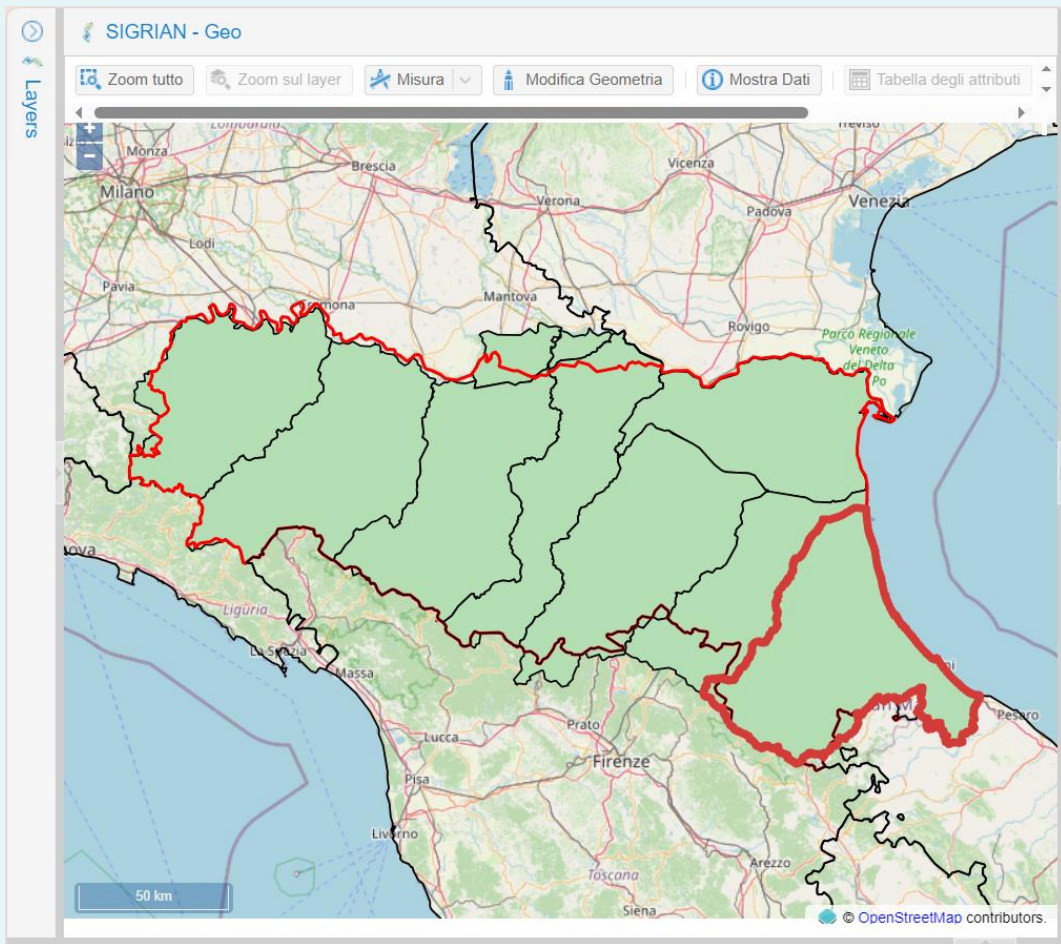 SIGRIAN - Geo
Layers
Zoom tutto Zoom sul layer Misura Modifica Geometria Mostra Dati Tabella degli attributi
+
−
Lombardia
Treviso
Monza
Brescia
Vicenza
Milano
Verona
Padova
Venezia
Lodi
Pavia
Mantova
Rovigo
Parco Regionale
Veneto
del Delta
Po
Liguria
La Spezia
Massa
Prato
Pesaro
Lucca
Firenze
Pisa
Livorno
Arezzo
Toscana
Siena
50 km
© OpenStreetMap contributors.